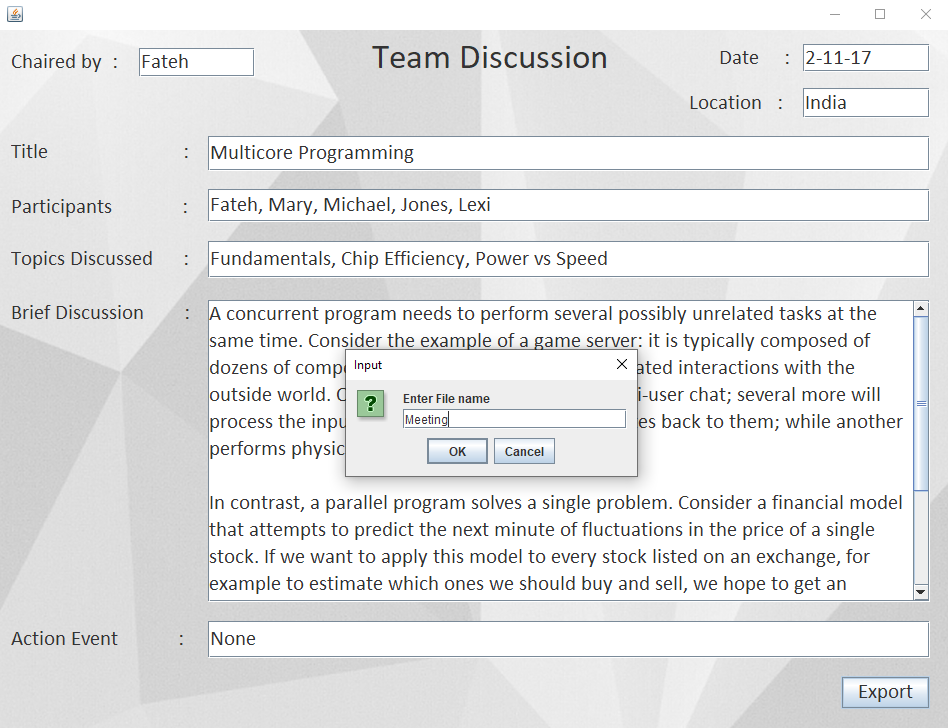 Team Discussion
Chaired by : Fateh
Date : 2-11-17
Location : India
Title : Multicore Programming
Participants : Fateh, Mary, Michael, Jones, Lexi
Topics Discussed : Fundamentals, Chip Efficiency, Power vs Speed
Brief Discussion : A concurrent program needs to perform several possibly unrelated tasks at the
same time. Consider the example of a game server: it is typically composed of
dozens of
ated interactions with the
outside world.
i-user chat; several more will
process the
es back to them; while another
performs
In contrast, a parallel program solves a single problem. Consider a financial model
that attempts to predict the next minute of fluctuations in the price of a single
stock. If we want to apply this model to every stock listed on an exchange, for
example to estimate which ones we should buy and sell, we hope to get an
Input
?
Enter File name
Meeting
OK Cancel
Action Event : None
Export